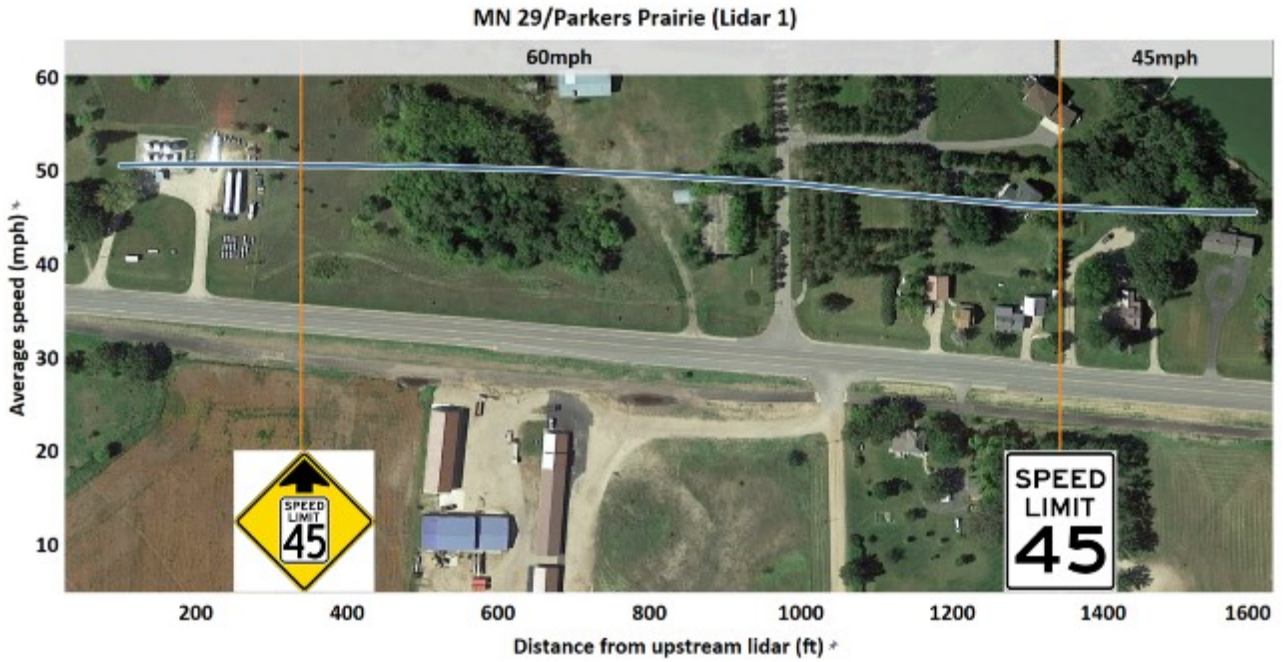 MN 29/Parkers Prairie (Lidar 1)
60mph
45mph
Average speed (mph)
60
50
40
30
20
10
SPEED
LIMIT
45
SPEED
LIMIT
45
200
400
600
800
1000
1200
1400
1600
Distance from upstream lidar (ft)